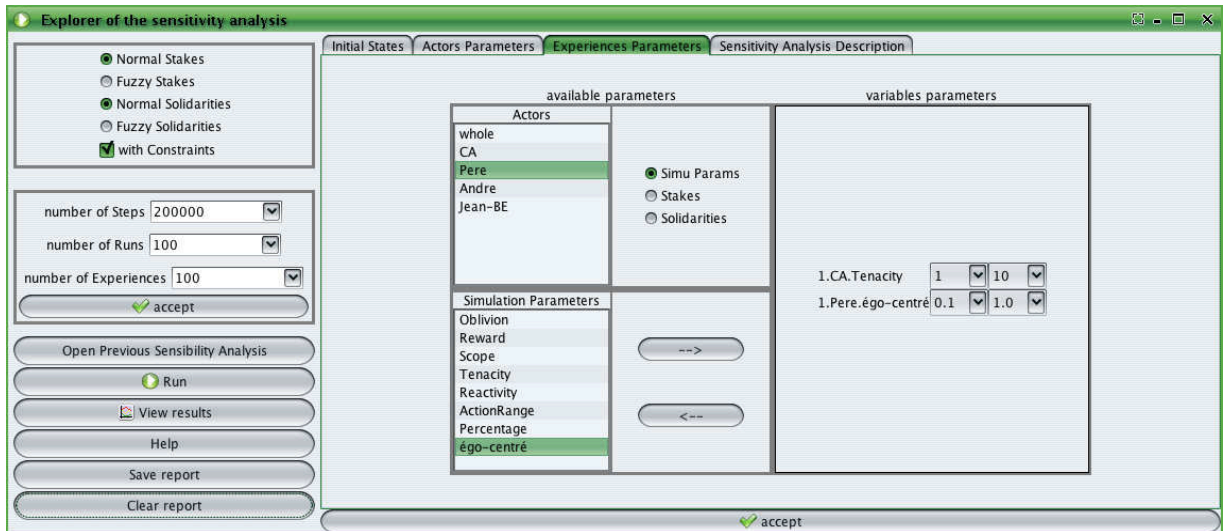 Explorer of the sensitivity analysis
Normal Stakes
Fuzzy Stakes
Normal Solidarities
Fuzzy Solidarities
with Constraints
number of Steps 200000
number of Runs 100
number of Experiences 100
accept
Open Previous Sensibility Analysis
Run
View results
Help
Save report
Clear report
Initial States Actors Parameters Experiences Parameters Sensitivity Analysis Description
available parameters
Actors
whole
CA
Pere
Andre
Jean-BE
Simu Params
Stakes
Solidarities
Simulation Parameters
Oblivion
Reward
Scope
Tenacity
Reactivity
ActionRange
Percentage
égo-centré
-->
<--
variables parameters
1.CA.Tenacity 1 10
1.Pere.égo-centré 0.1 1.0
accept